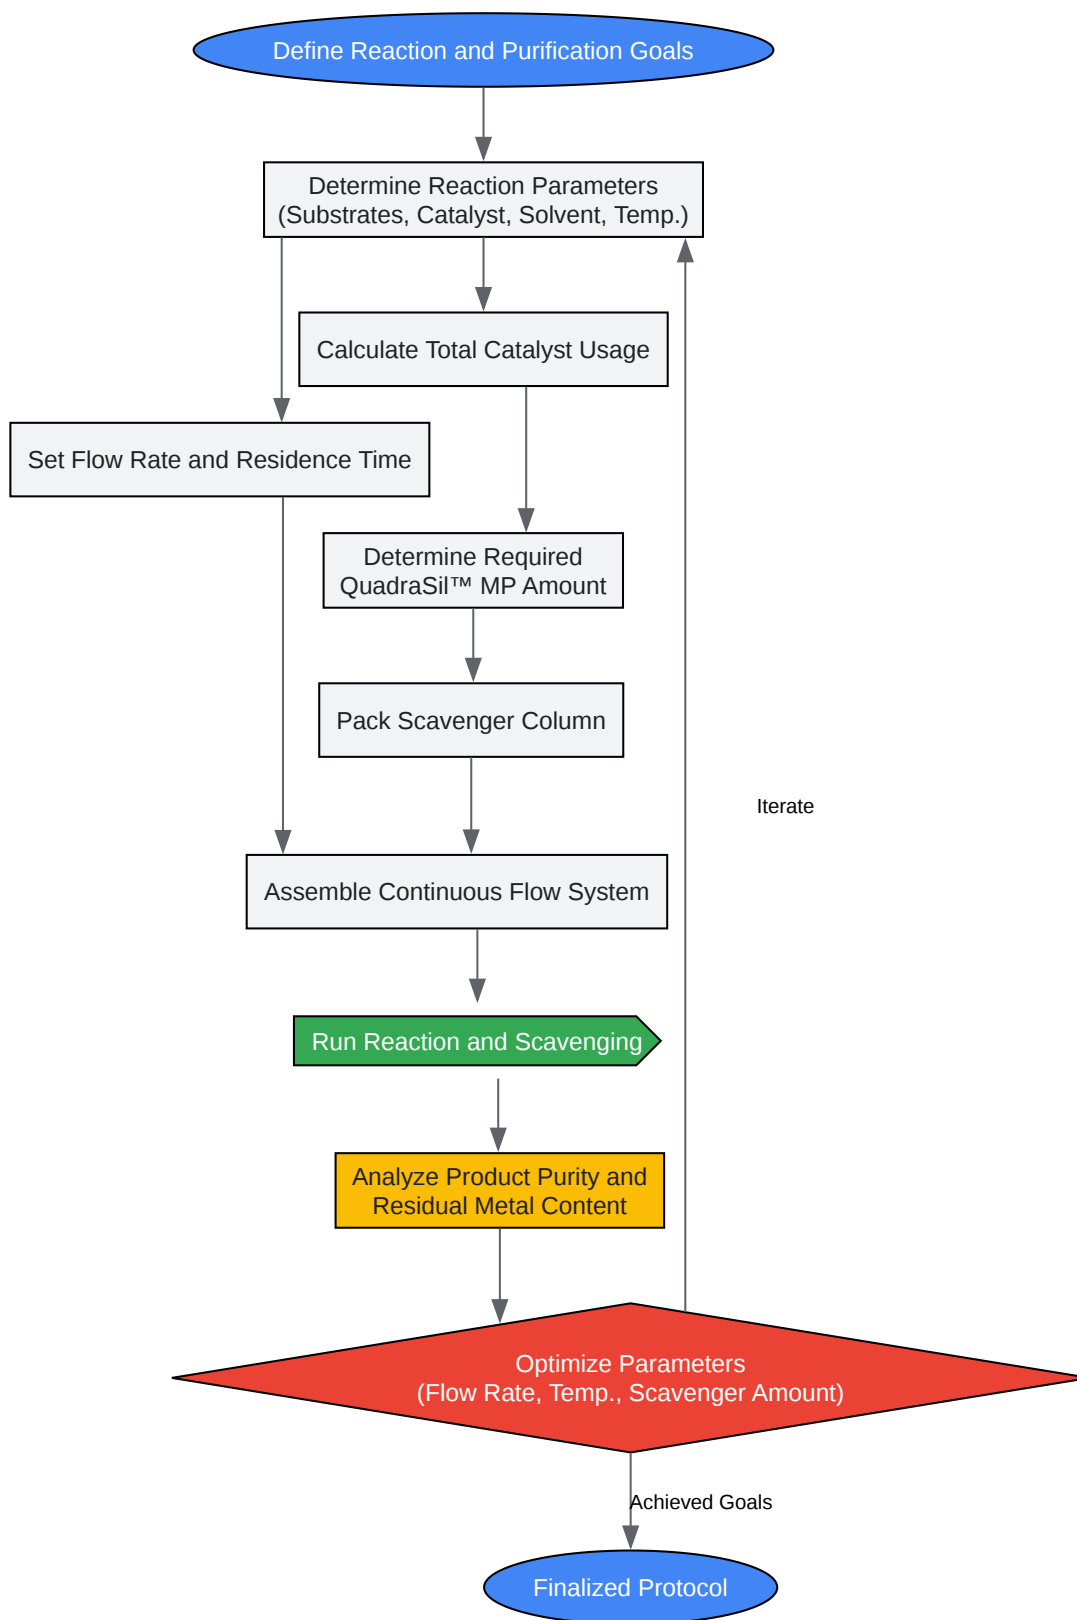 Define Reaction and Purification Goals
Determine Reaction Parameters
(Substrates, Catalyst, Solvent, Temp.)
Calculate Total Catalyst Usage
Set Flow Rate and Residence Time
Determine Required
QuadraSil™ MP Amount
Pack Scavenger Column
Iterate
Assemble Continuous Flow System
Run Reaction and Scavenging
Analyze Product Purity and
Residual Metal Content
Optimize Parameters
(Flow Rate, Temp., Scavenger Amount)
Achieved Goals
Finalized Protocol